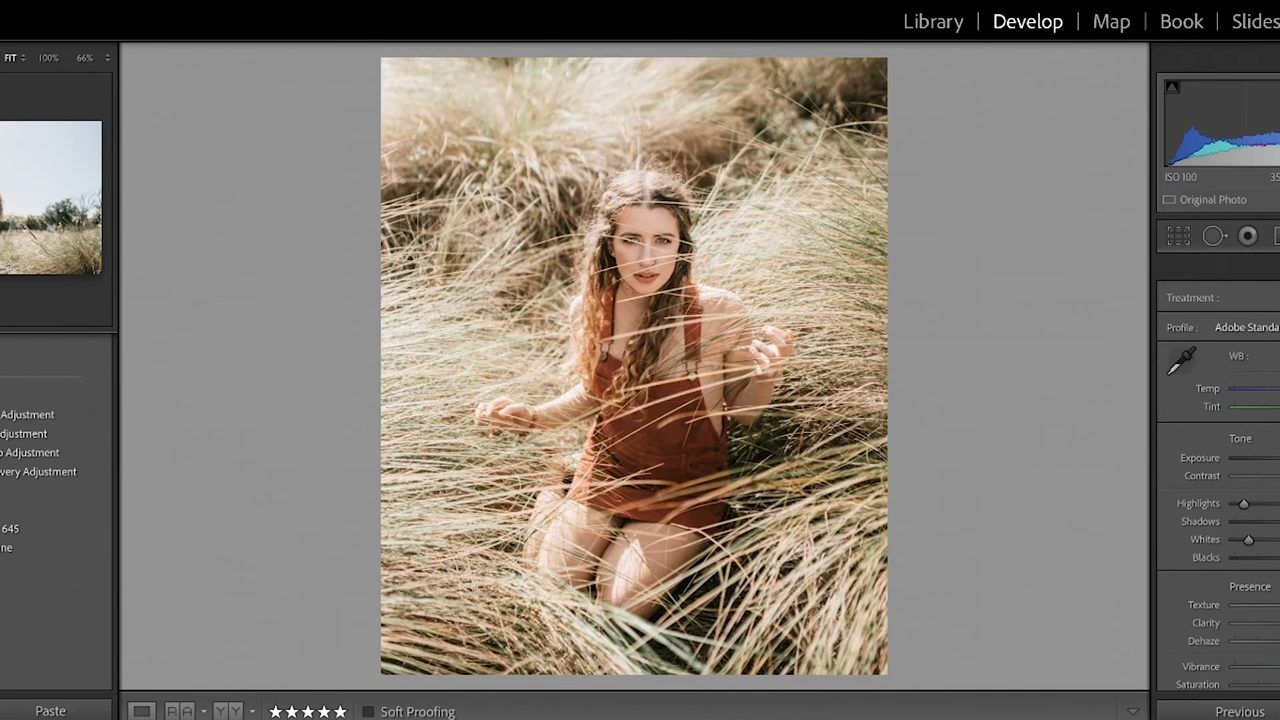 Library | Develop | Map | Book | Slides
FIT 100% 66%
ISO 100 35
Original Photo
Treatment :
Profile : Adobe Standa
WB :
Temp
Tint
Tone
Exposure
Contrast
Highlights
Shadows
Whites
Blacks
Presence
Texture
Clarity
Dehaze
Vibrance
Saturation
Adjustment
djustment
o Adjustment
very Adjustment
645
ne
Paste
R A
Y Y
Soft Proofing
Previous